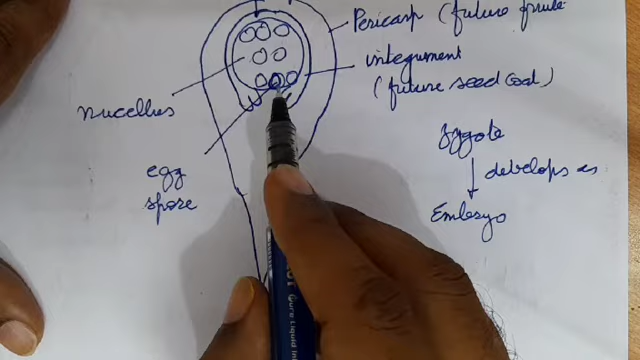 Pericarp (future fruit
integument
(future seed coat)
nucellus
egg
spore
zygote
develops as
Embryo